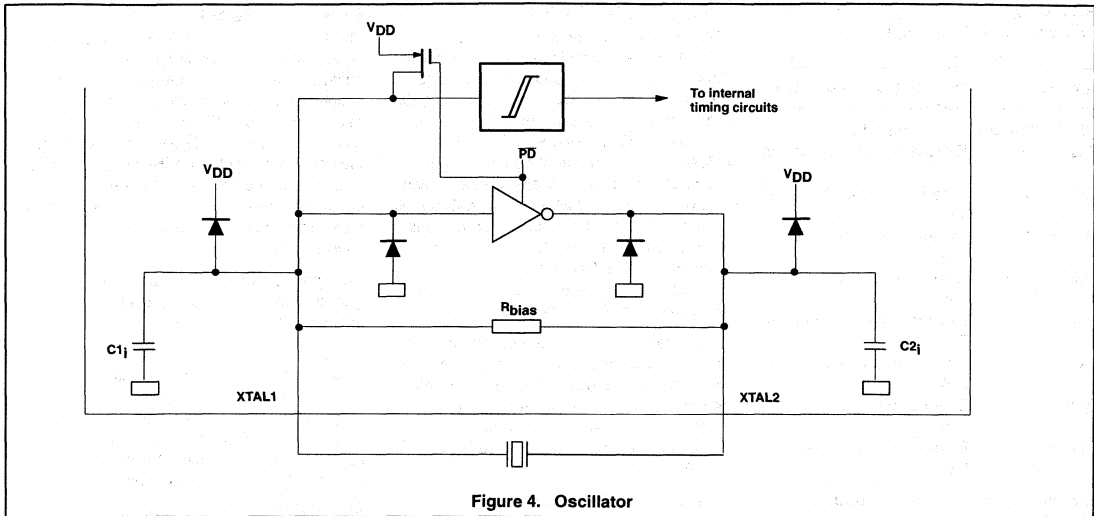 VDD
To internal
timing circuits
PD
VDD
VDD
Rbias
C1i
C2i
XTAL1
XTAL2
Figure 4. Oscillator